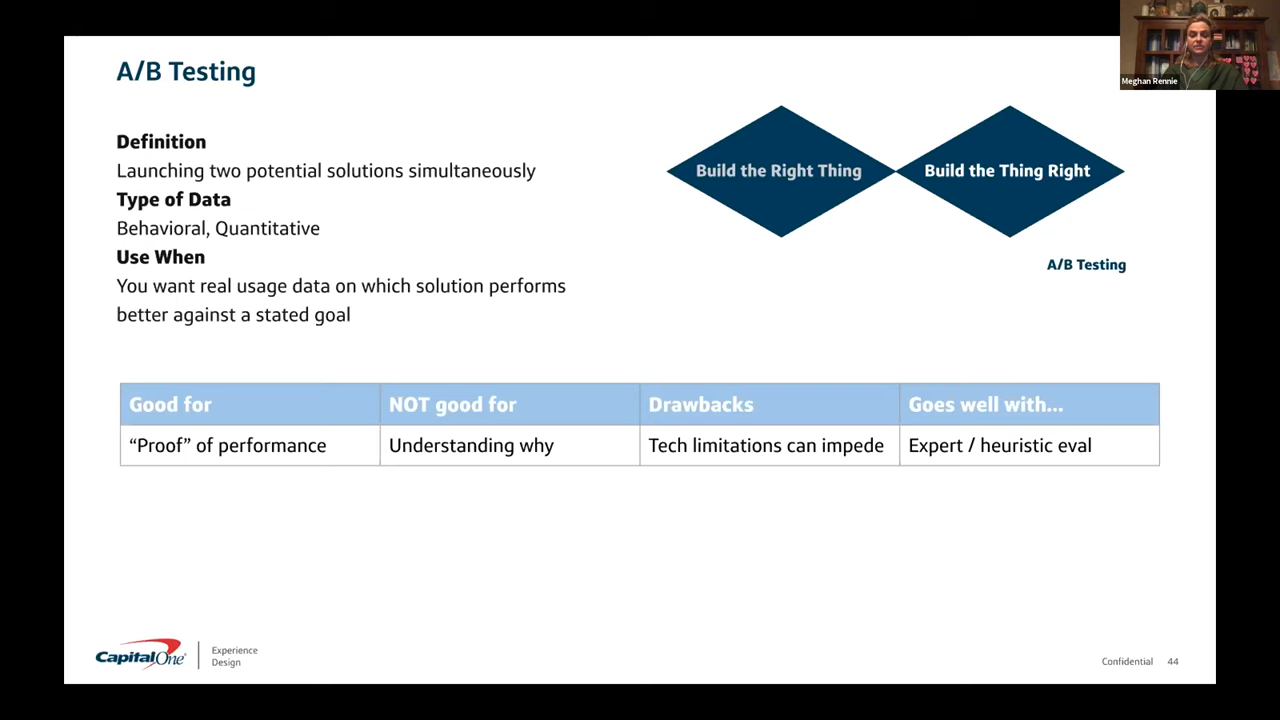 A/B Testing
Meghan Rennie
Definition
Launching two potential solutions simultaneously
Type of Data
Behavioral, Quantitative
Use When
You want real usage data on which solution performs
better against a stated goal
Build the Right Thing
Build the Thing Right
A/B Testing
Good for
NOT good for
Drawbacks
Goes well with...
“Proof” of performance
Understanding why
Tech limitations can impede
Expert / heuristic eval
Capital One
Experience
Design
Confidential 44